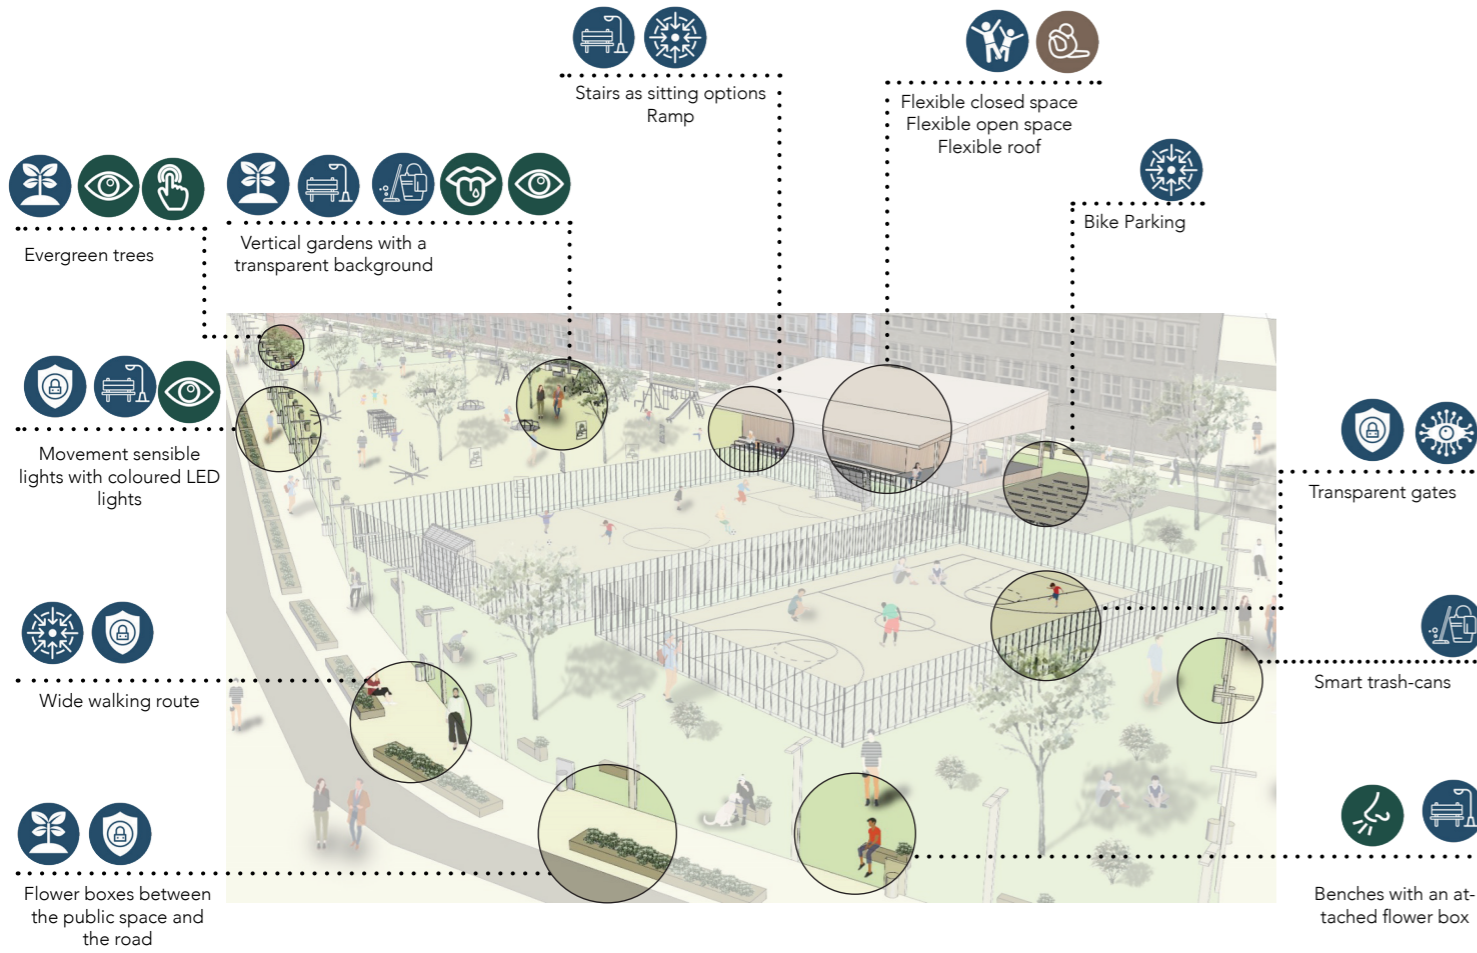 Stairs as sitting options
Ramp
Flexible closed space
Flexible open space
Flexible roof
Bike Parking
Evergreen trees
Vertical gardens with a
transparent background
Movement sensible
lights with coloured LED
lights
Transparent gates
Wide walking route
Smart trash-cans
Flower boxes between
the public space and
the road
Benches with an at-
tached flower box